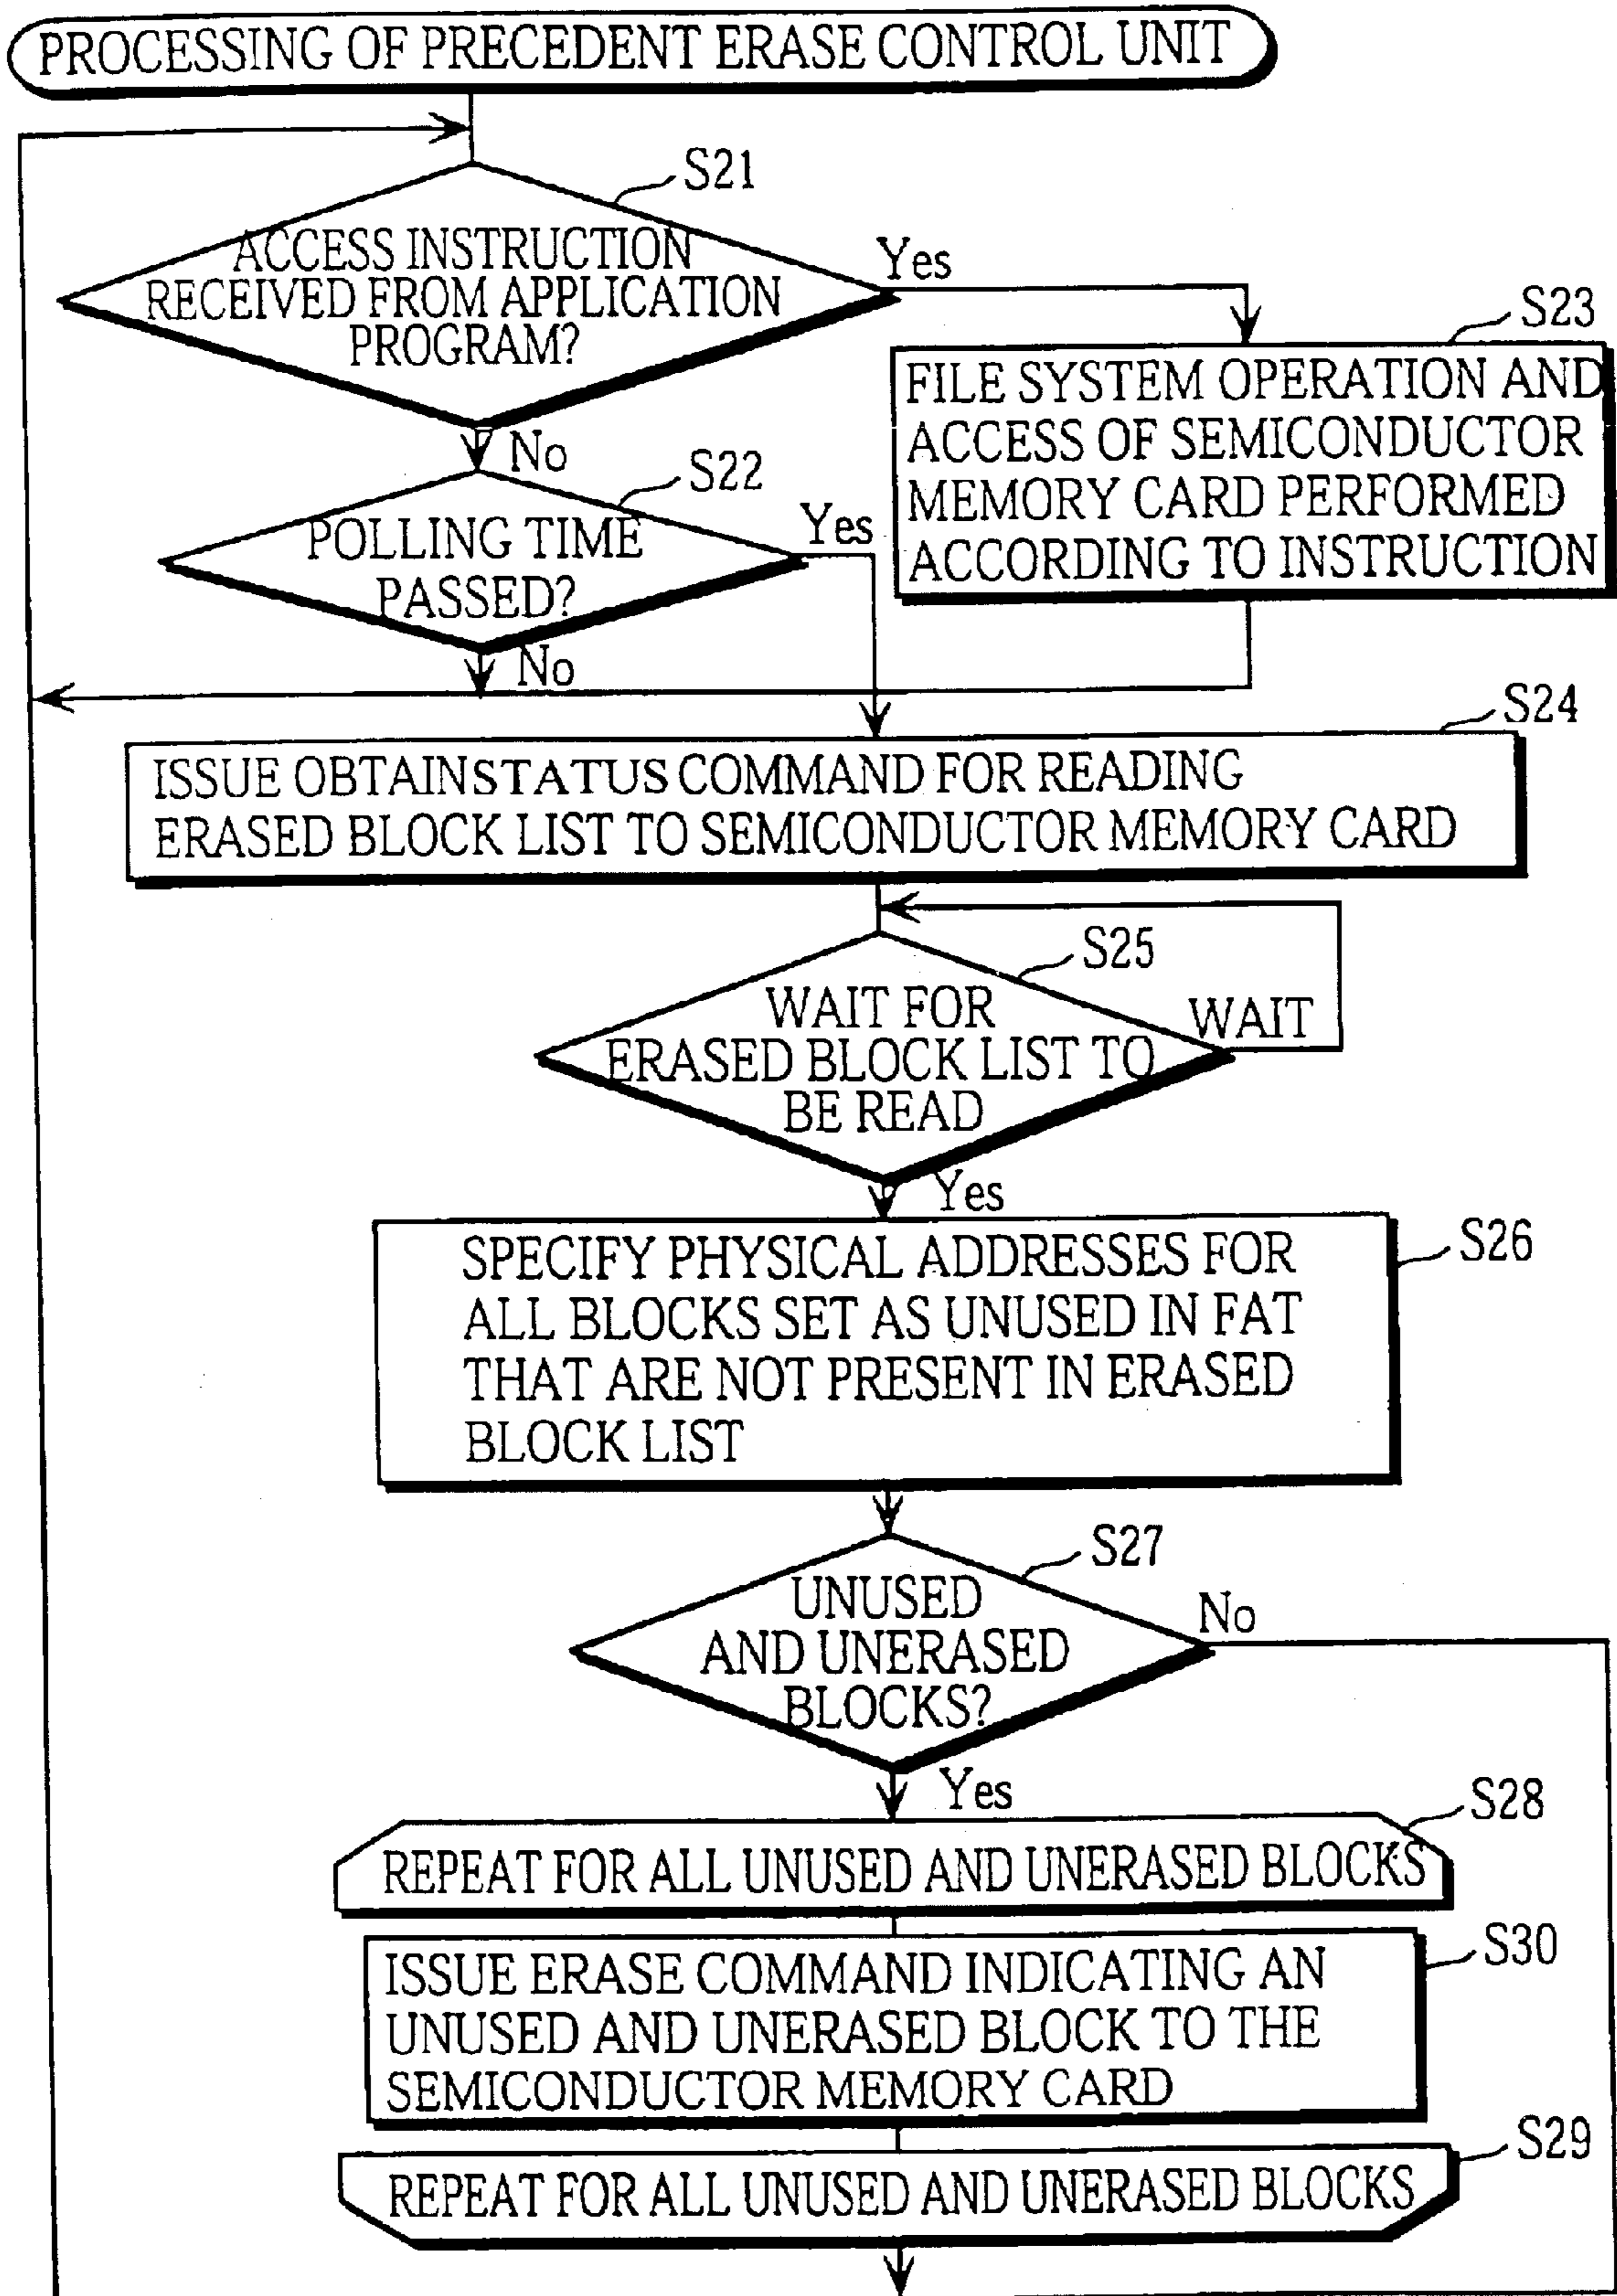 PROCESSING OF PRECEDENT ERASE CONTROL UNIT
S21
ACCESS INSTRUCTION
RECEIVED FROM APPLICATION
PROGRAM?
Yes
No
S23
FILE SYSTEM OPERATION AND
ACCESS OF SEMICONDUCTOR
MEMORY CARD PERFORMED
ACCORDING TO INSTRUCTION
S22
POLLING TIME
PASSED?
Yes
No
S24
ISSUE OBTAINSTATUS COMMAND FOR READING
ERASED BLOCK LIST TO SEMICONDUCTOR MEMORY CARD
S25
WAIT FOR
ERASED BLOCK LIST TO
BE READ
WAIT
Yes
S26
SPECIFY PHYSICAL ADDRESSES FOR
ALL BLOCKS SET AS UNUSED IN FAT
THAT ARE NOT PRESENT IN ERASED
BLOCK LIST
S27
UNUSED
AND UNERASED
BLOCKS?
No
Yes
S28
REPEAT FOR ALL UNUSED AND UNERASED BLOCKS
S30
ISSUE ERASE COMMAND INDICATING AN
UNUSED AND UNERASED BLOCK TO THE
SEMICONDUCTOR MEMORY CARD
S29
REPEAT FOR ALL UNUSED AND UNERASED BLOCKS